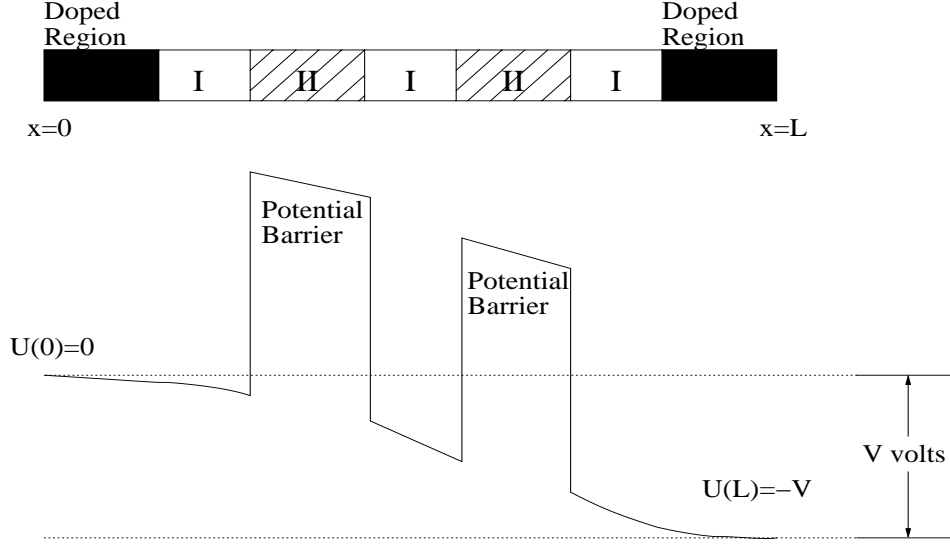 Doped
Region
Doped
Region
I
II
I
II
I
x=0
x=L
Potential
Barrier
Potential
Barrier
U(0)=0
V volts
U(L)=−V